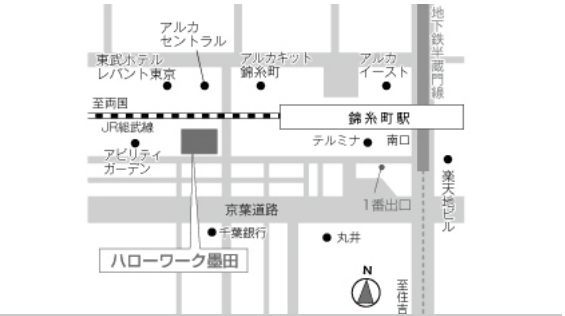 アルカ
セントラル
東武ホテル
レバント東京
アルカキット
錦糸町
アルカ
イースト
地下鉄半蔵門線
至両国
JR総武線
錦糸町駅
アビリティ
ガーデン
テルミナ
南口
楽天地ビル
1番出口
京葉道路
千葉銀行
丸井
ハローワーク墨田
N
至住吉